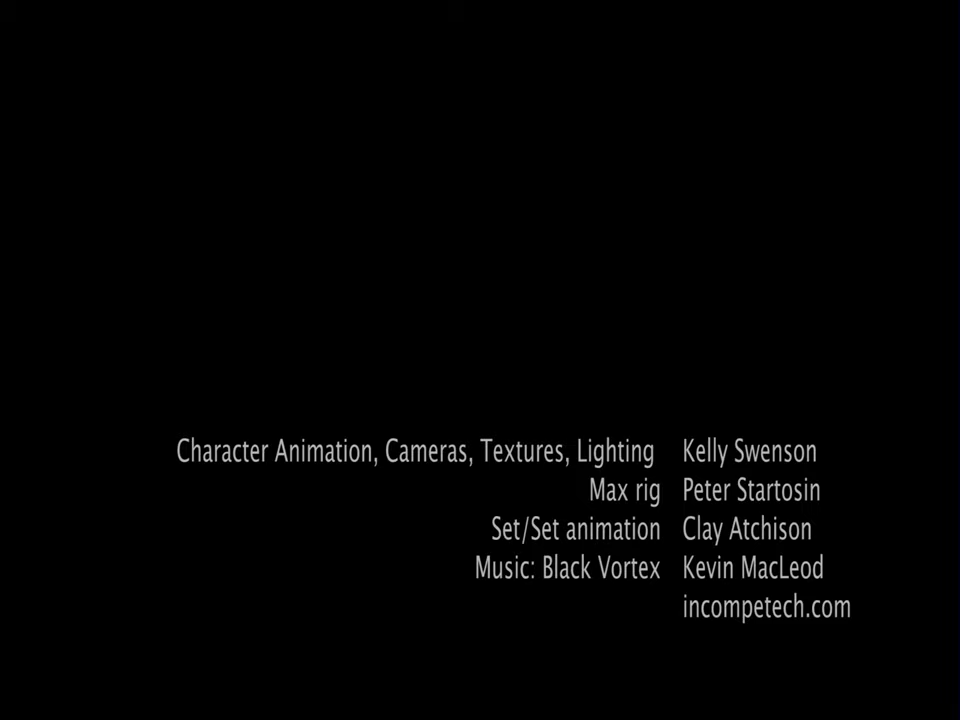 Character Animation, Cameras, Textures, Lighting Kelly Swenson
Max rig Peter Startosin
Set/Set animation Clay Atchison
Music: Black Vortex Kevin MacLeod
incompetech.com